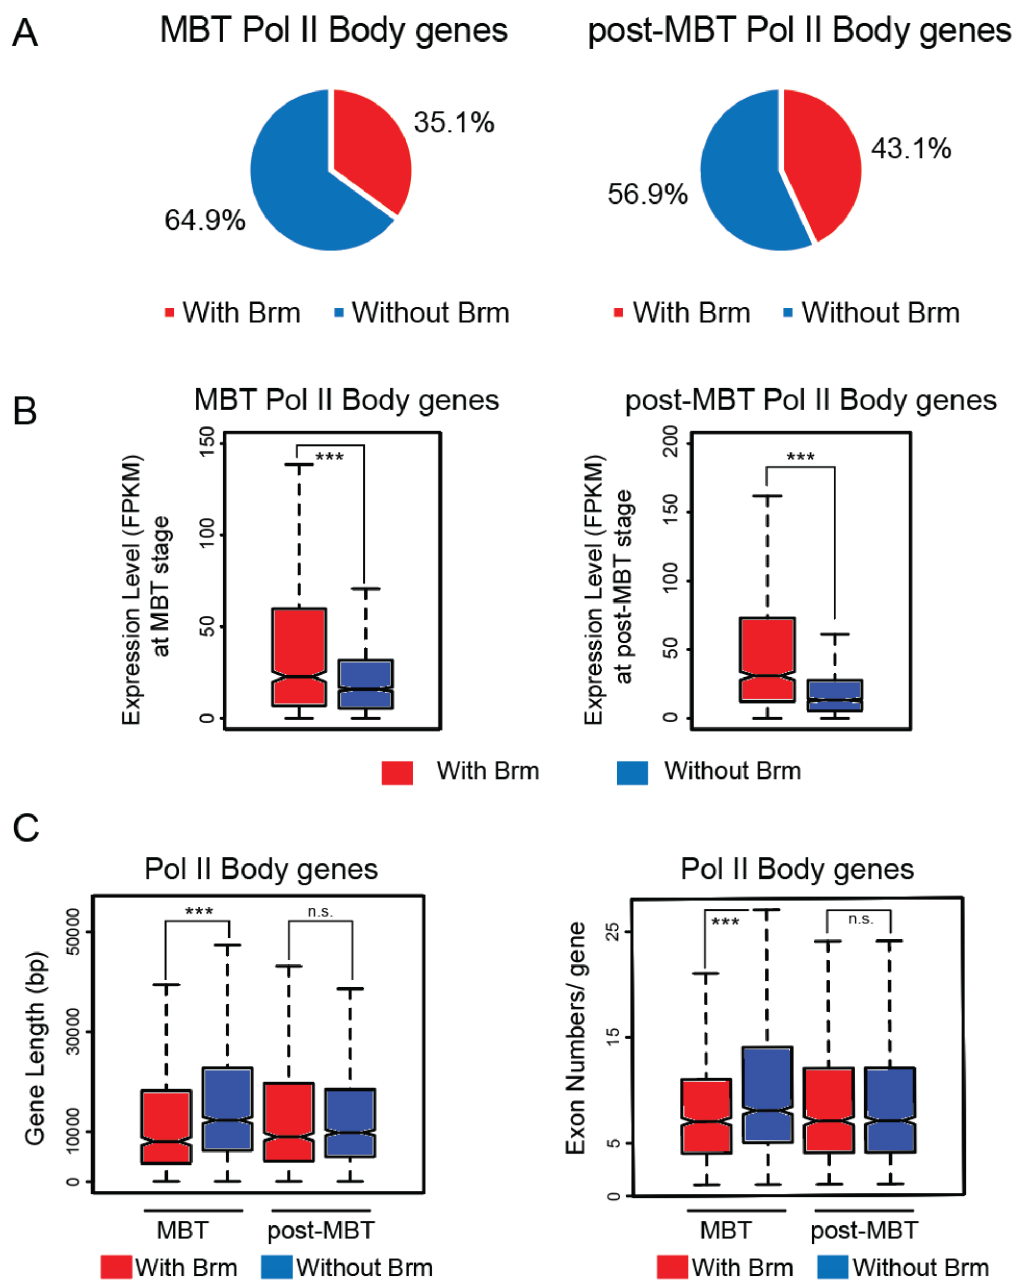 A
MBT Pol II Body genes
post-MBT Pol II Body genes
35.1%
64.9%
43.1%
56.9%
With Brm
Without Brm
With Brm
Without Brm
B
MBT Pol II Body genes
post-MBT Pol II Body genes
Expression Level (FPKM)
at MBT stage
150
100
50
0
***
Expression Level (FPKM)
at post-MBT stage
200
150
100
50
0
***
With Brm
Without Brm
C
Pol II Body genes
Pol II Body genes
Gene Length (bp)
50000
30000
10000
0
***
n.s.
MBT
post-MBT
With Brm
Without Brm
Exon Numbers/ gene
25
15
5
0
***
n.s.
MBT
post-MBT
With Brm
Without Brm